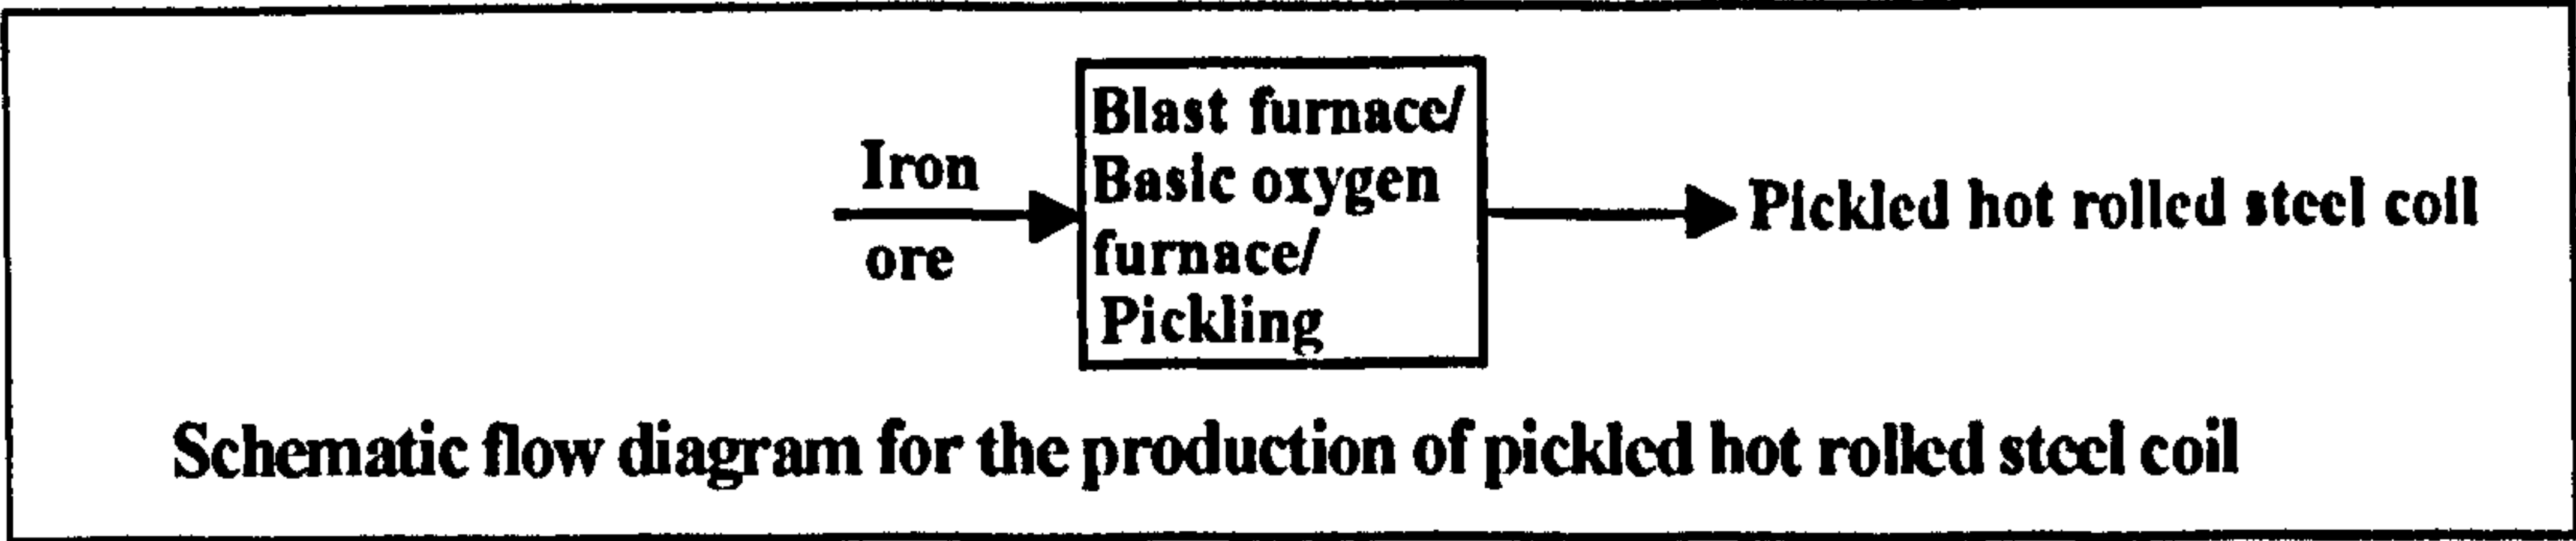 Iron
ore
Blast furnace/
Basic oxygen
furnace/
Pickling
Pickled hot rolled steel coil
Schematic flow diagram for the production of pickled hot rolled steel coil